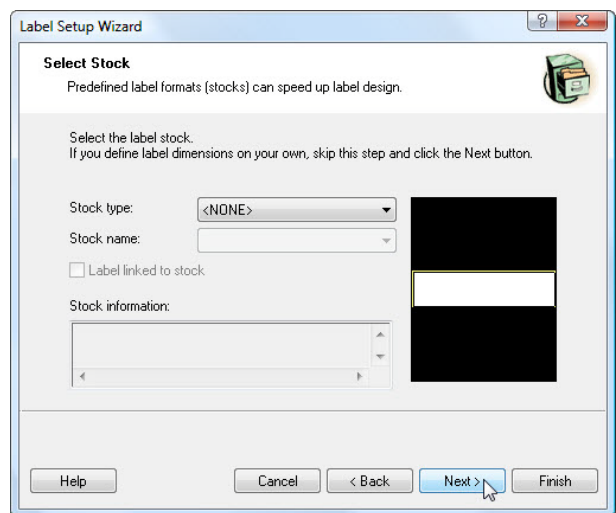 Label Setup Wizard
Select Stock
Predefined label formats (stocks) can speed up label design.
Select the label stock.
If you define label dimensions on your own, skip this step and click the Next button.
Stock type: <NONE>
Stock name:
Label linked to stock
Stock information:
Help Cancel < Back Next > Finish